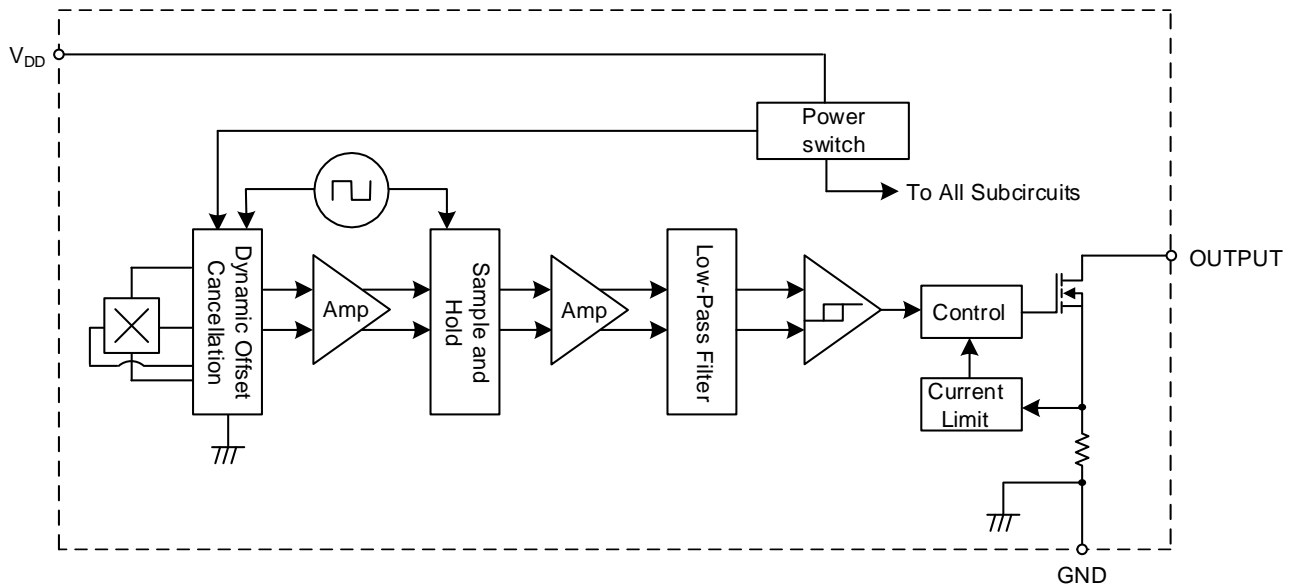 V_DD
Power
switch
To All Subcircuits
OUTPUT
Dynamic Offset
Cancellation
Amp
Sample and
Hold
Amp
Low-Pass Filter
Control
Current
Limit
GND